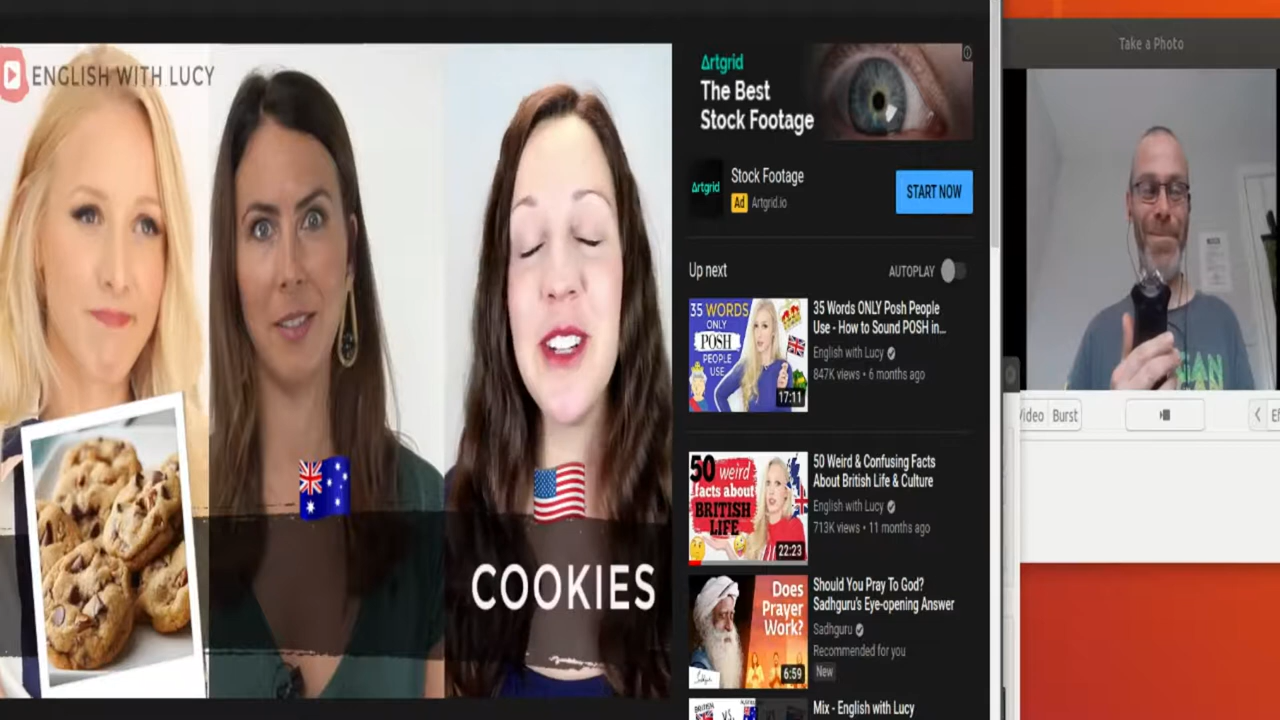 ENGLISH WITH LUCY
COOKIES
Artgrid
The Best
Stock Footage
Artgrid
Stock Footage
Ad Artgrid.io
START NOW
Up next
AUTOPLAY
35 WORDS
ONLY
POSH
PEOPLE
USE
17:11
35 Words ONLY Posh People
Use - How to Sound POSH in...
English with Lucy
847K views • 6 months ago
50 weird
facts about
BRITISH
LIFE
22:23
50 Weird & Confusing Facts
About British Life & Culture
English with Lucy
713K views • 11 months ago
Does
Prayer
Work?
6:59
Should You Pray To God?
Sadhguru's Eye-opening Answer
Sadhguru
Recommended for you
New
VS.
Mix - English with Lucy
Take a Photo
Burst